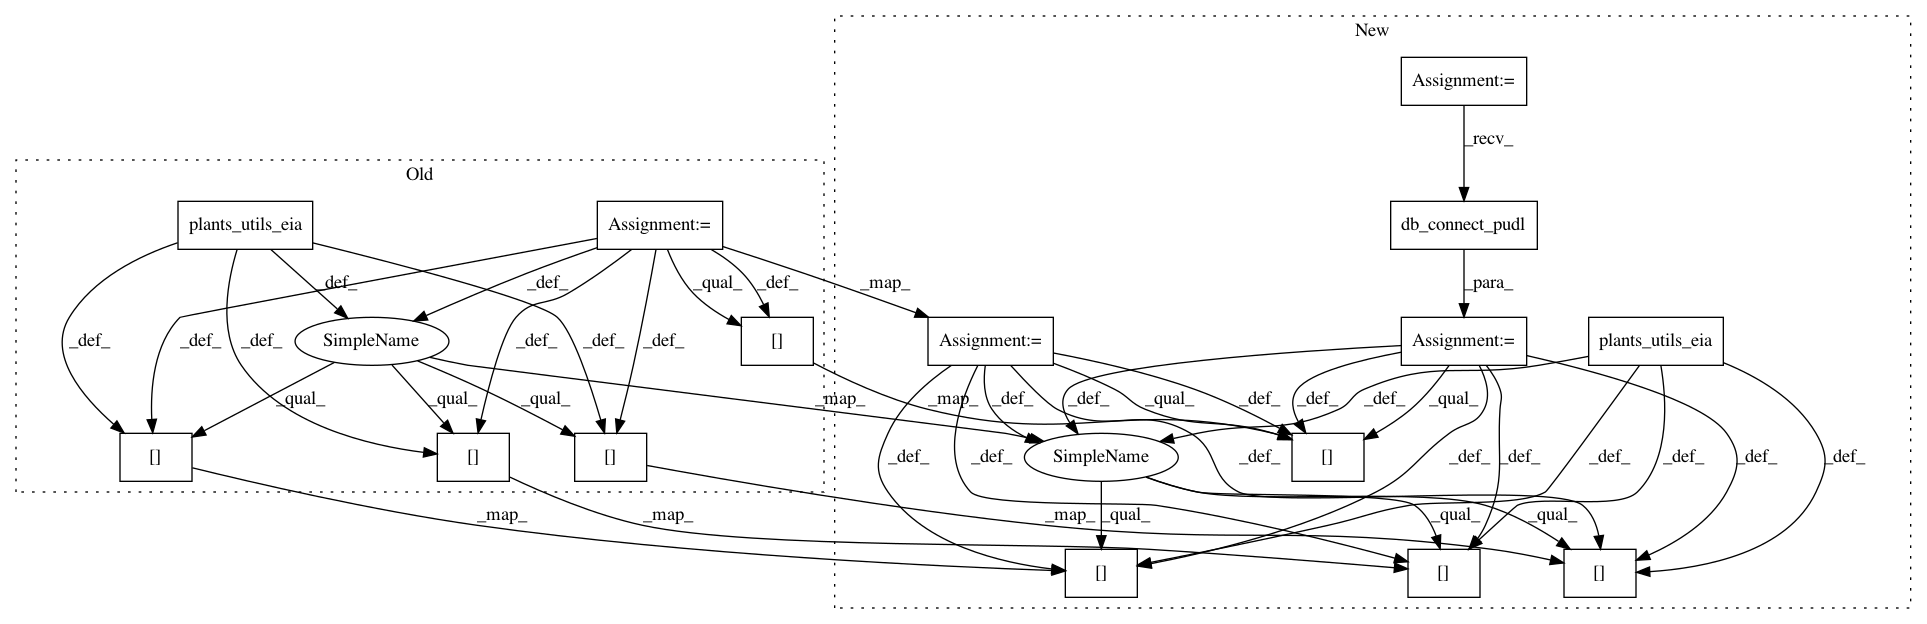 New
Assignment:=
_recv_
Old
plants_utils_eia
Assignment:=
db_connect_pudl
_def_
_def_
_qual_
_def_
_map_
_para_
_def_
_def_
_def_
_def_
_def_
SimpleName
[]
Assignment:=
Assignment:=
plants_utils_eia
_qual_
_qual_
_qual_
_map_
_map_
_def_
_qual_
_def_
_def_
_def_
_def_
_qual_
[]
[]
[]
_def_
_def_
SimpleName
_def_
[]
_def_
_def_
_def_
_def_
_def_
_def_
_map_
_map_
_map_
_qual_
_qual_
_qual_
[]
[]
[]